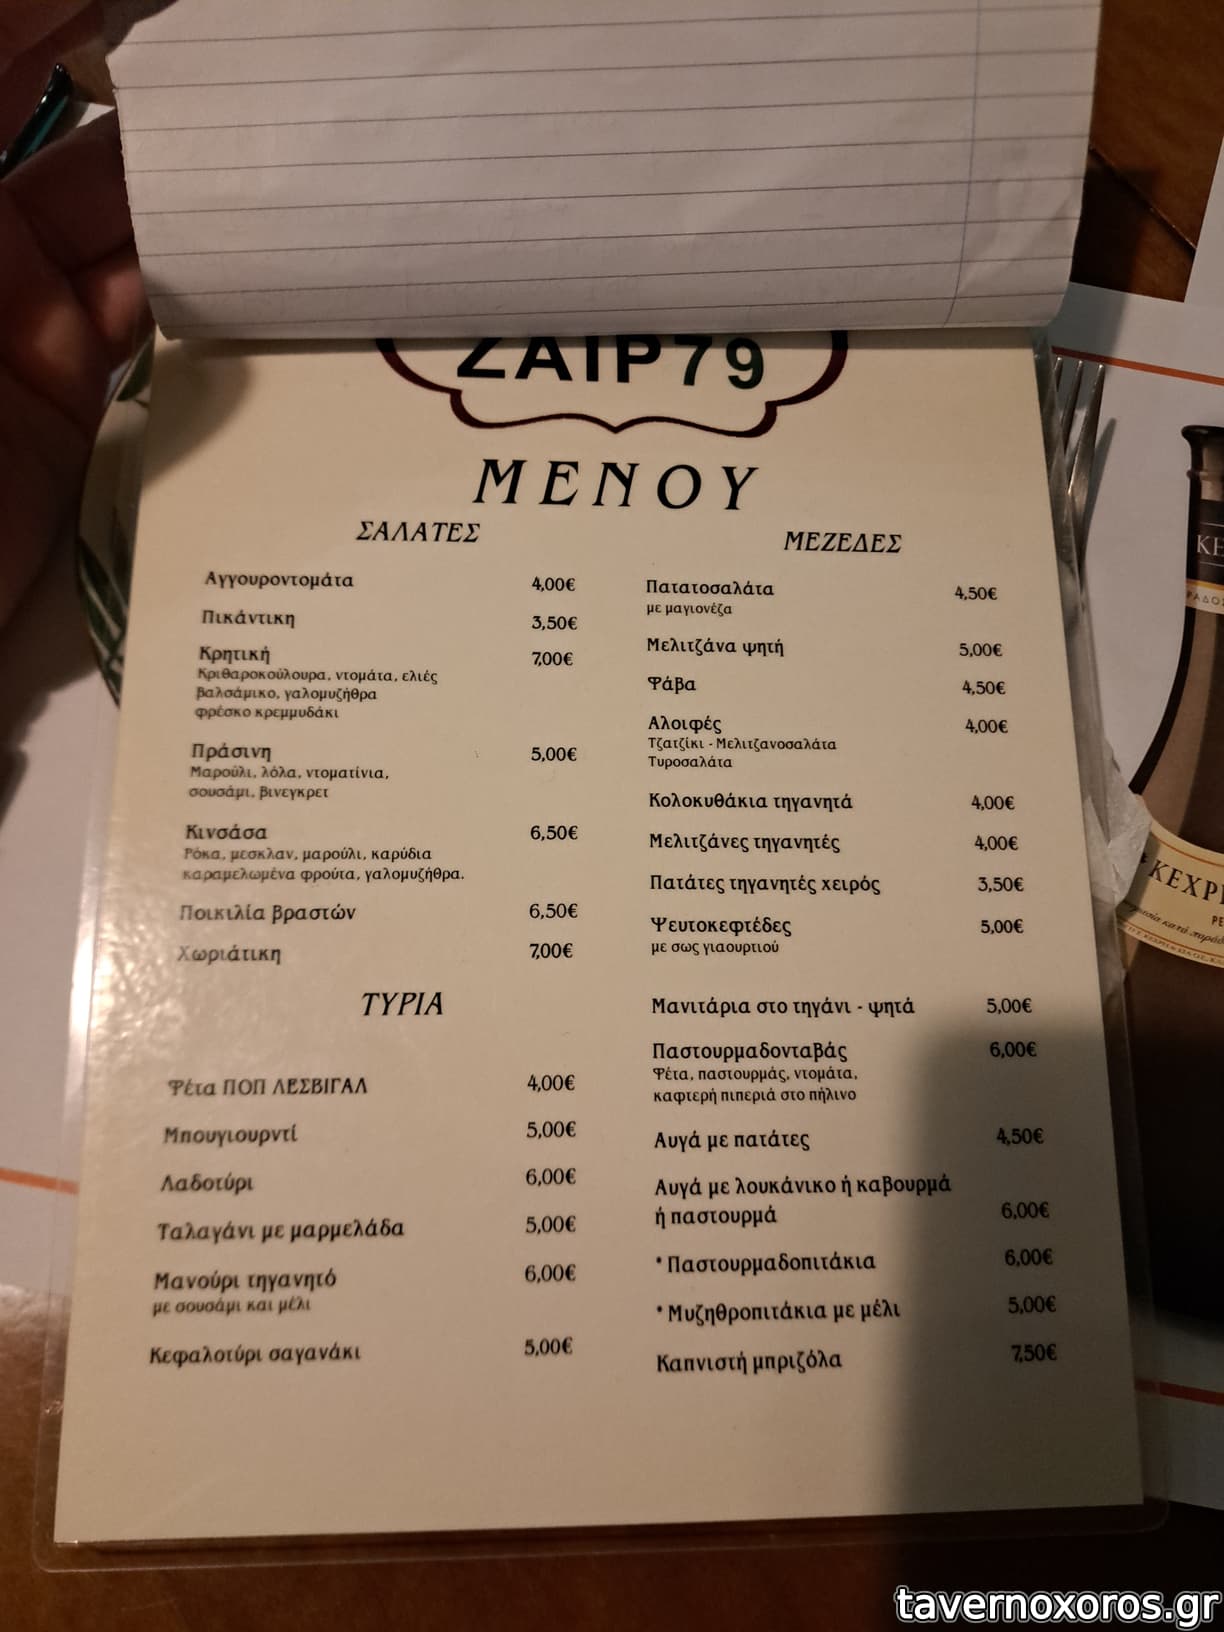 ΖΑΙΡ79
ΜΕΝΟΥ
ΣΑΛΑΤΕΣ
Αγγουροντομάτα 4,00€
Πικάντικη 3,50€
Κρητική 7,00€
Κριθαροκούλουρα, ντομάτα, ελιές
βαλσάμικο, γαλομυζήθρα
φρέσκο κρεμμυδάκι
Πράσινη 5,00€
Μαρούλι, λόλα, ντοματίνια,
σουσάμι, βινεγκρετ
Κινσάσα 6,50€
Ρόκα, μεσκλαν, μαρούλι, καρύδια
καραμελωμένα φρούτα, γαλομυζήθρα.
Ποικιλία βραστών 6,50€
Χωριάτικη 7,00€
ΤΥΡΙΑ
Φέτα ΠΟΠ ΛΕΣΒΙΓΑΛ 4,00€
Μπουγιουρντί 5,00€
Λαδοτύρι 6,00€
Ταλαγάνι με μαρμελάδα 5,00€
Μανούρι τηγανητό 6,00€
με σουσάμι και μέλι
Κεφαλοτύρι σαγανάκι 5,00€
ΜΕΖΕΔΕΣ
Πατατοσαλάτα 4,50€
με μαγιονέζα
Μελιτζάνα ψητή 5,00€
Φάβα 4,50€
Αλοιφές 4,00€
Τζατζίκι - Μελιτζανοσαλάτα
Τυροσαλάτα
Κολοκυθάκια τηγανητά 4,00€
Μελιτζάνες τηγανητές 4,00€
Πατάτες τηγανητές χειρός 3,50€
Ψευτοκεφτέδες 5,00€
με σως γιαουρτιού
Μανιτάρια στο τηγάνι - ψητά 5,00€
Παστουρμαδονταβάς 6,00€
Φέτα, παστουρμάς, ντομάτα,
καφτερή πιπεριά στο πήλινο
Αυγά με πατάτες 4,50€
Αυγά με λουκάνικο ή καβουρμά
ή παστουρμά 6,00€
* Παστουρμαδοπιτάκια 6,00€
* Μυζηθροπιτάκια με μέλι 5,00€
Καπνιστή μπριζόλα 7,50€
ΚΕΧΡΙ
tavernoxoros.gr